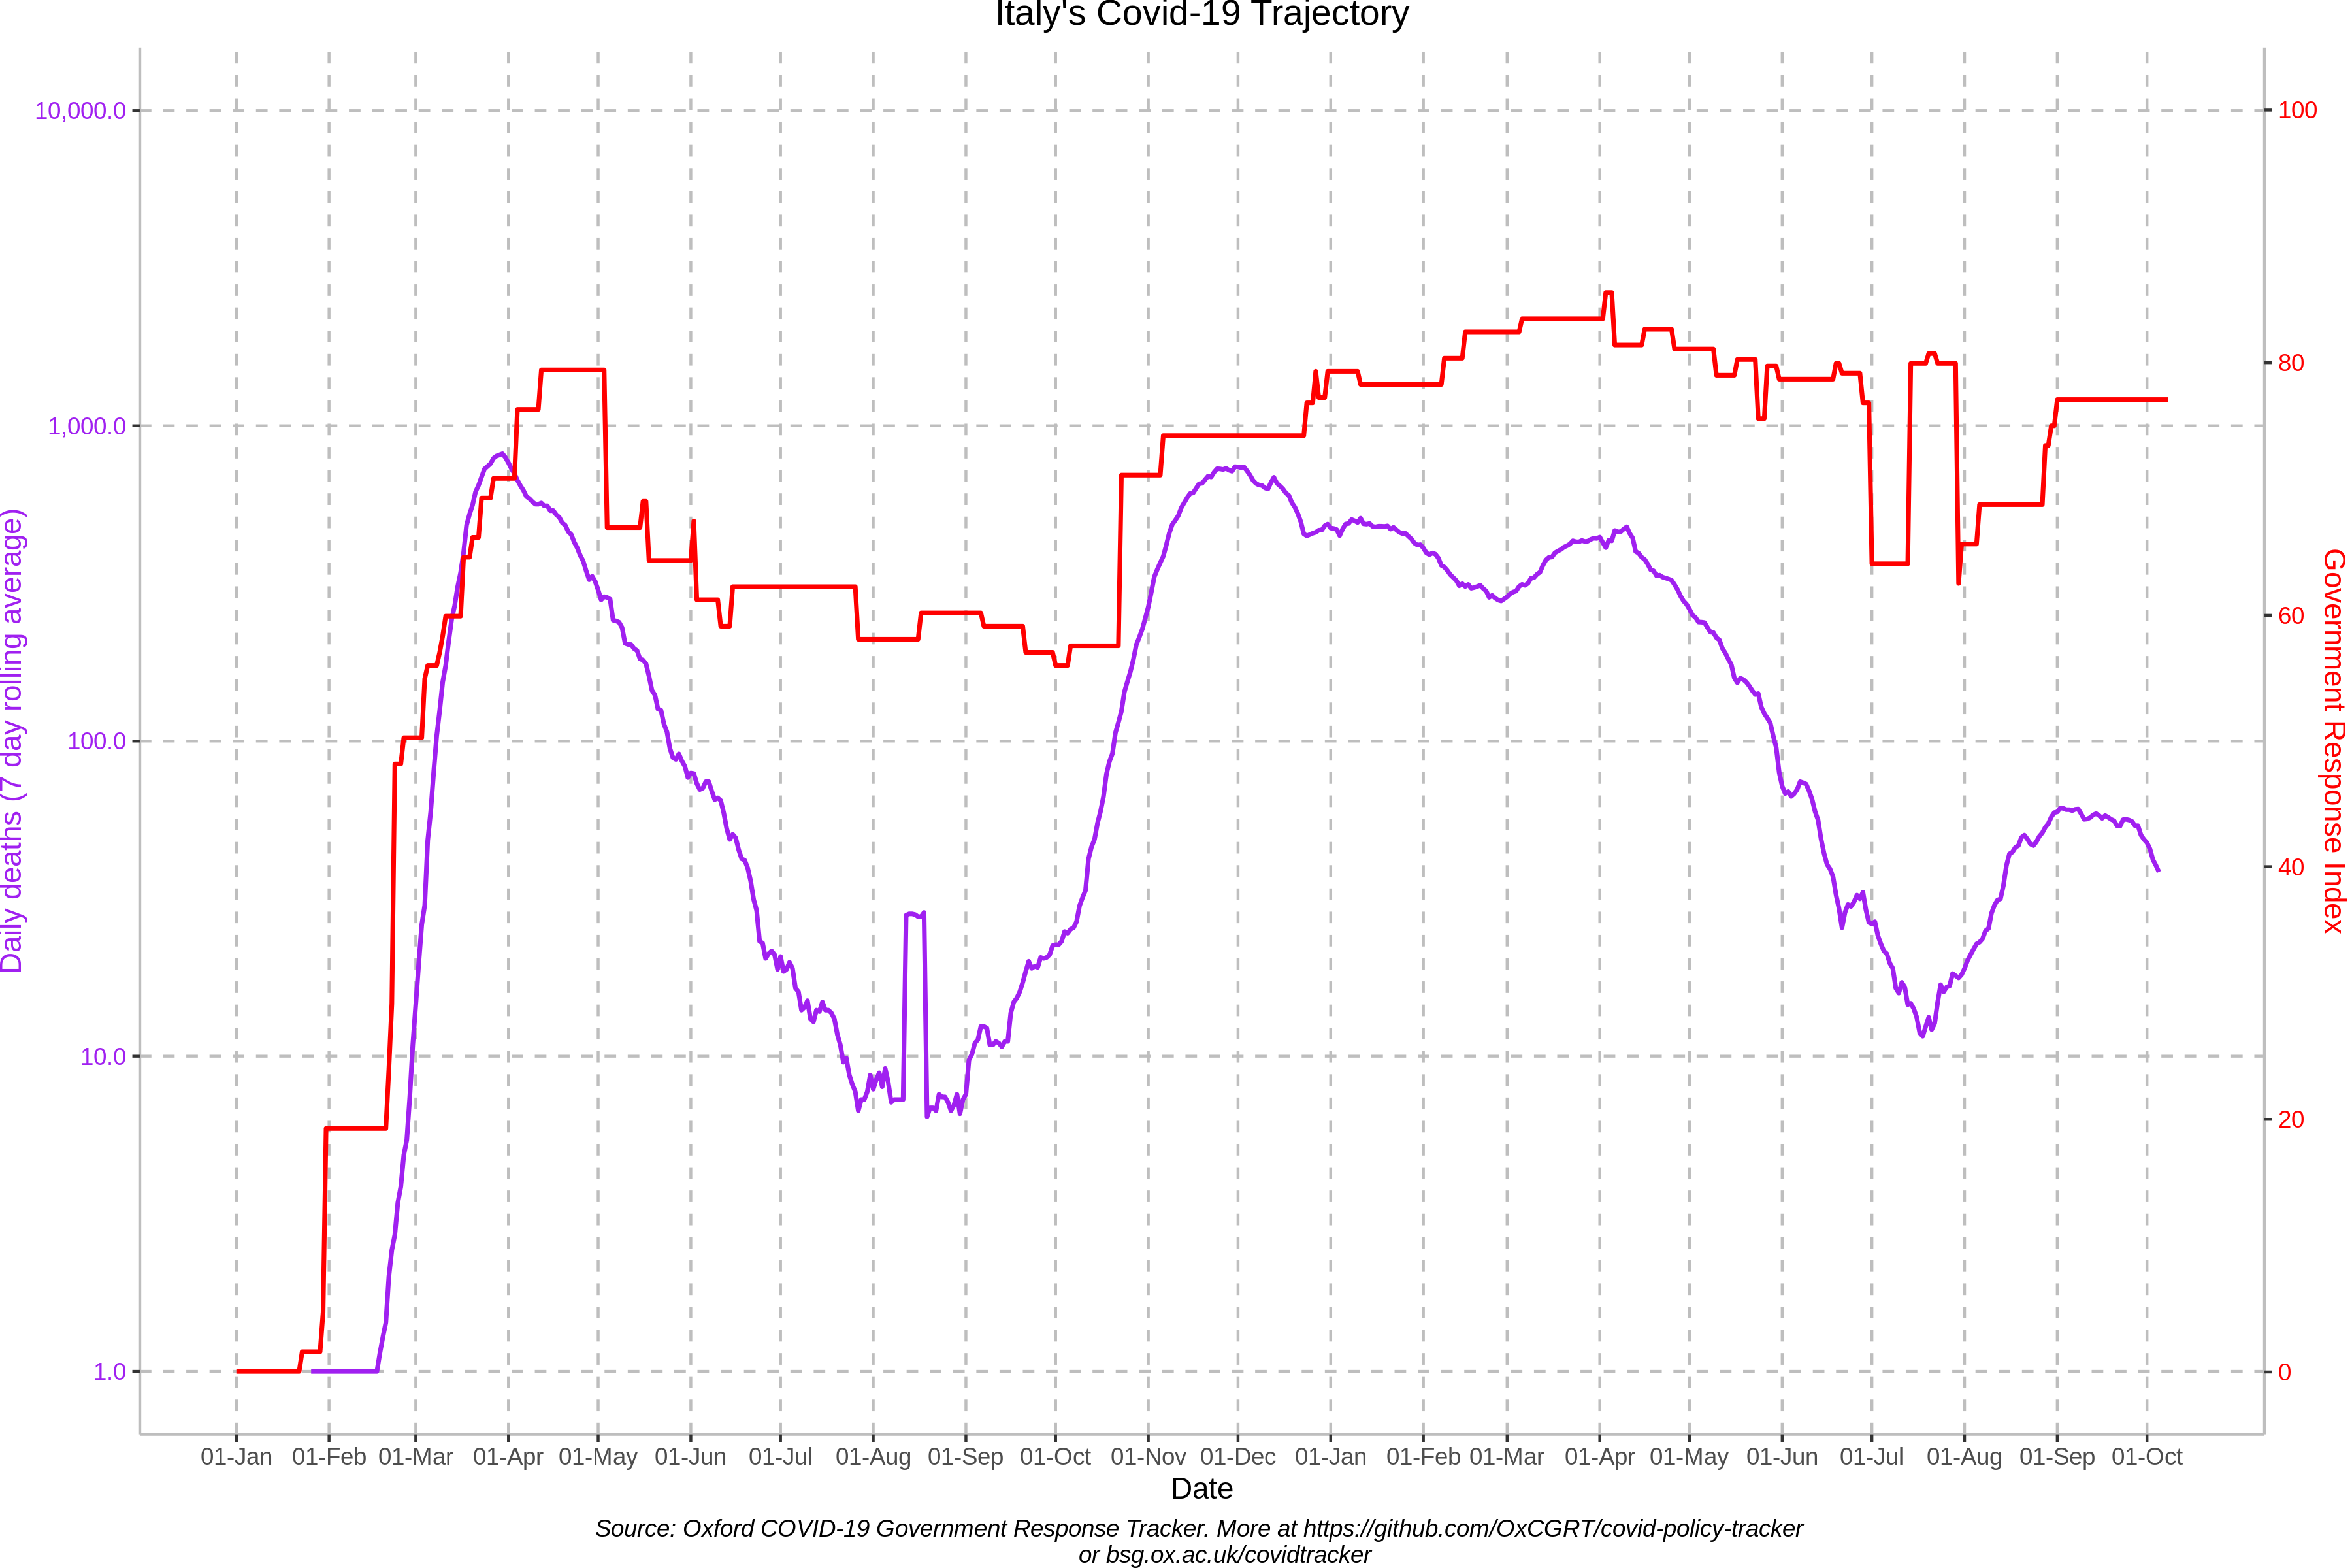 Italy's Covid-19 Trajectory
10,000.0
1,000.0
100.0
10.0
1.0
Daily deaths (7 day rolling average)
100
80
60
40
20
0
Government Response Index
01-Jan 01-Feb 01-Mar 01-Apr 01-May 01-Jun 01-Jul 01-Aug 01-Sep 01-Oct 01-Nov 01-Dec 01-Jan 01-Feb 01-Mar 01-Apr 01-May 01-Jun 01-Jul 01-Aug 01-Sep 01-Oct
Date
Source: Oxford COVID-19 Government Response Tracker. More at https://github.com/OxCGRT/covid-policy-tracker
or bsg.ox.ac.uk/covidtracker